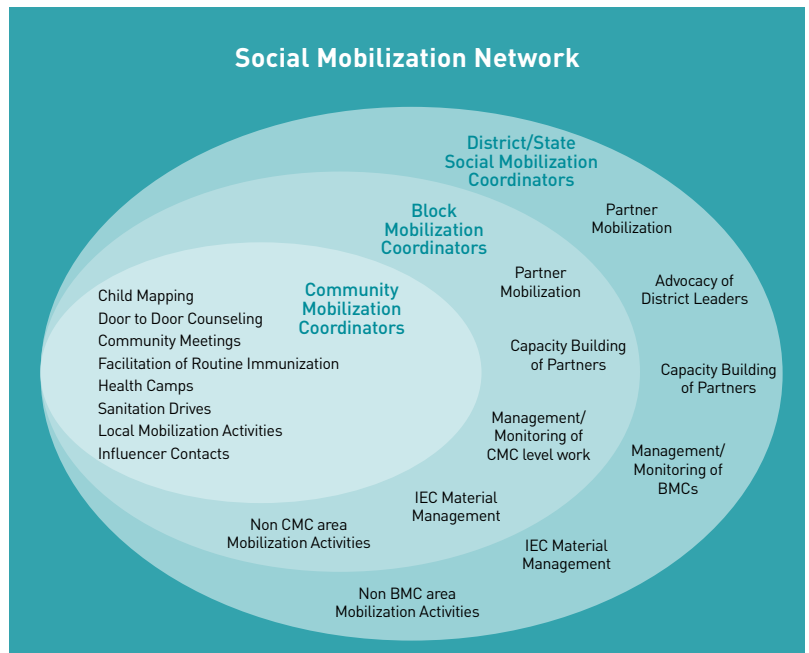 Social Mobilization Network
District/State
Social Mobilization
Coordinators
Partner
Mobilization
Advocacy of
District Leaders
Capacity Building
of Partners
Management/
Monitoring of
BMCs
IEC Material
Management
Non BMC area
Mobilization Activities
Block
Mobilization
Coordinators
Partner
Mobilization
Capacity Building
of Partners
Management/
Monitoring of
CMC level work
IEC Material
Management
Non CMC area
Mobilization Activities
Community
Mobilization
Coordinators
Child Mapping
Door to Door Counseling
Community Meetings
Facilitation of Routine Immunization
Health Camps
Sanitation Drives
Local Mobilization Activities
Influencer Contacts